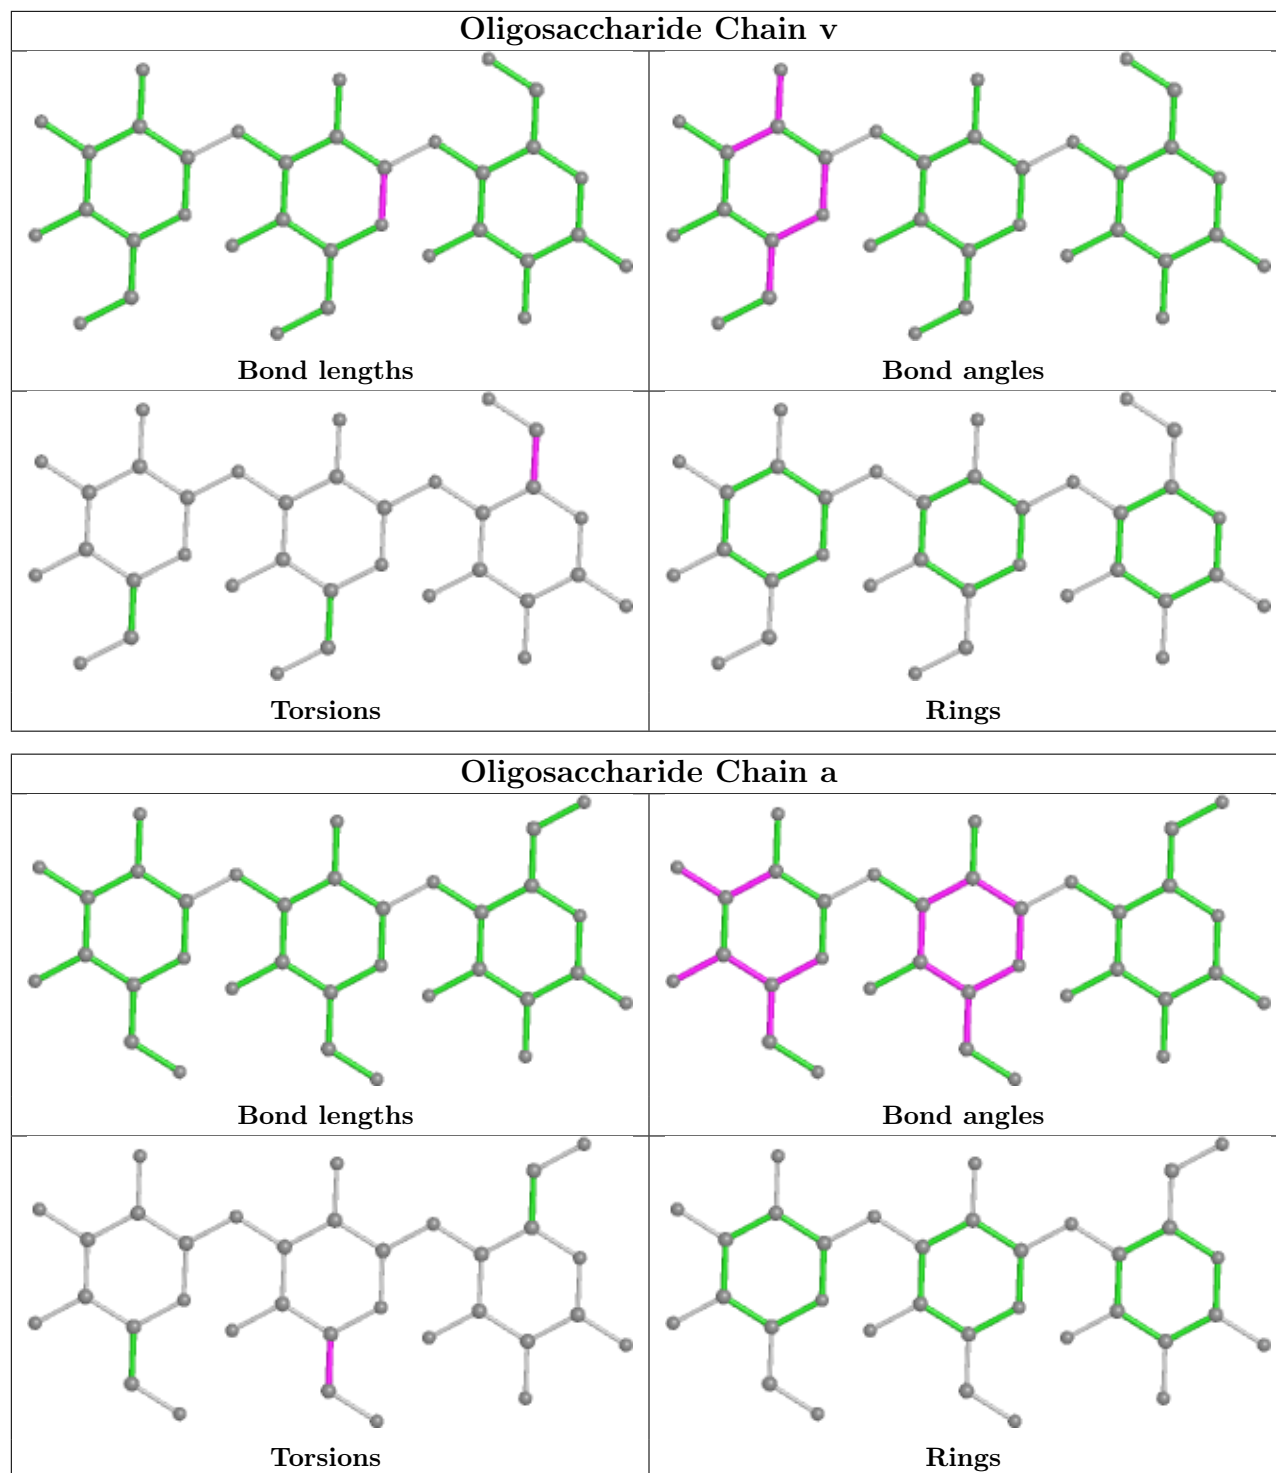 Oligosaccharide Chain v
Bond lengths
Bond angles
Torsions
Rings
Oligosaccharide Chain a
Bond lengths
Bond angles
Torsions
Rings